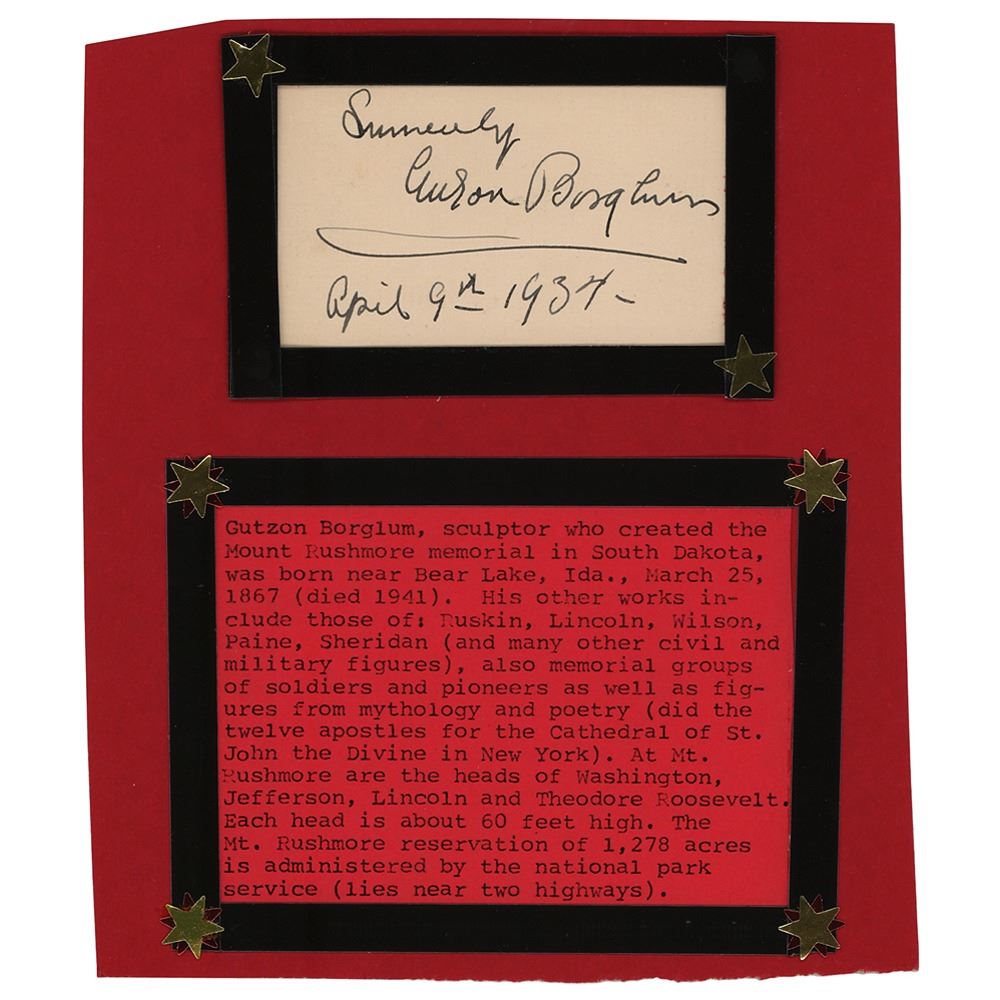 Sincerely
Gutzon Borglum
April 9th 1937-
Gutzon Borglum, sculptor who created the
Mount Rushmore memorial in South Dakota,
was born near Bear Lake, Ida., March 25,
1867 (died 1941). His other works in-
clude those of: Ruskin, Lincoln, Wilson,
Paine, Sheridan (and many other civil and
military figures), also memorial groups
of soldiers and pioneers as well as fig-
ures from mythology and poetry (did the
twelve apostles for the Cathedral of St.
John the Divine in New York). At Mt.
Rushmore are the heads of Washington,
Jefferson, Lincoln and Theodore Roosevelt.
Each head is about 60 feet high. The
Mt. Rushmore reservation of 1,278 acres
is administered by the national park
service (lies near two highways).